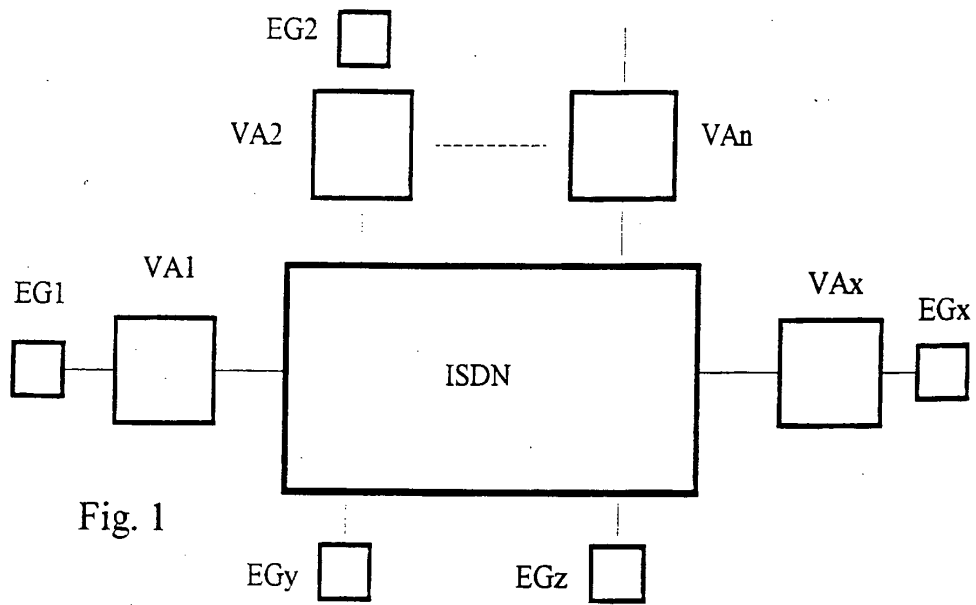 EG2
VA2
VAn
VA1
VAx
EG1
EGx
ISDN
Fig. 1
EGy
EGz